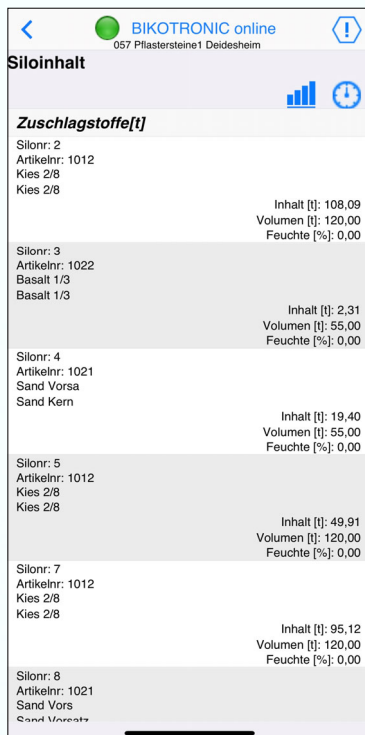 BIKOTRONIC online
057 Pflastersteine1 Deidesheim
Siloinhalt
Zuschlagstoffe[t]
Silonr: 2
Artikelnr: 1012
Kies 2/8
Kies 2/8
Inhalt [t]: 108,09
Volumen [t]: 120,00
Feuchte [%]: 0,00
Silonr: 3
Artikelnr: 1022
Basalt 1/3
Basalt 1/3
Inhalt [t]: 2,31
Volumen [t]: 55,00
Feuchte [%]: 0,00
Silonr: 4
Artikelnr: 1021
Sand Vorsa
Sand Kern
Inhalt [t]: 19,40
Volumen [t]: 55,00
Feuchte [%]: 0,00
Silonr: 5
Artikelnr: 1012
Kies 2/8
Kies 2/8
Inhalt [t]: 49,91
Volumen [t]: 120,00
Feuchte [%]: 0,00
Silonr: 7
Artikelnr: 1012
Kies 2/8
Kies 2/8
Inhalt [t]: 95,12
Volumen [t]: 120,00
Feuchte [%]: 0,00
Silonr: 8
Artikelnr: 1021
Sand Vors
Sand Vorsatz